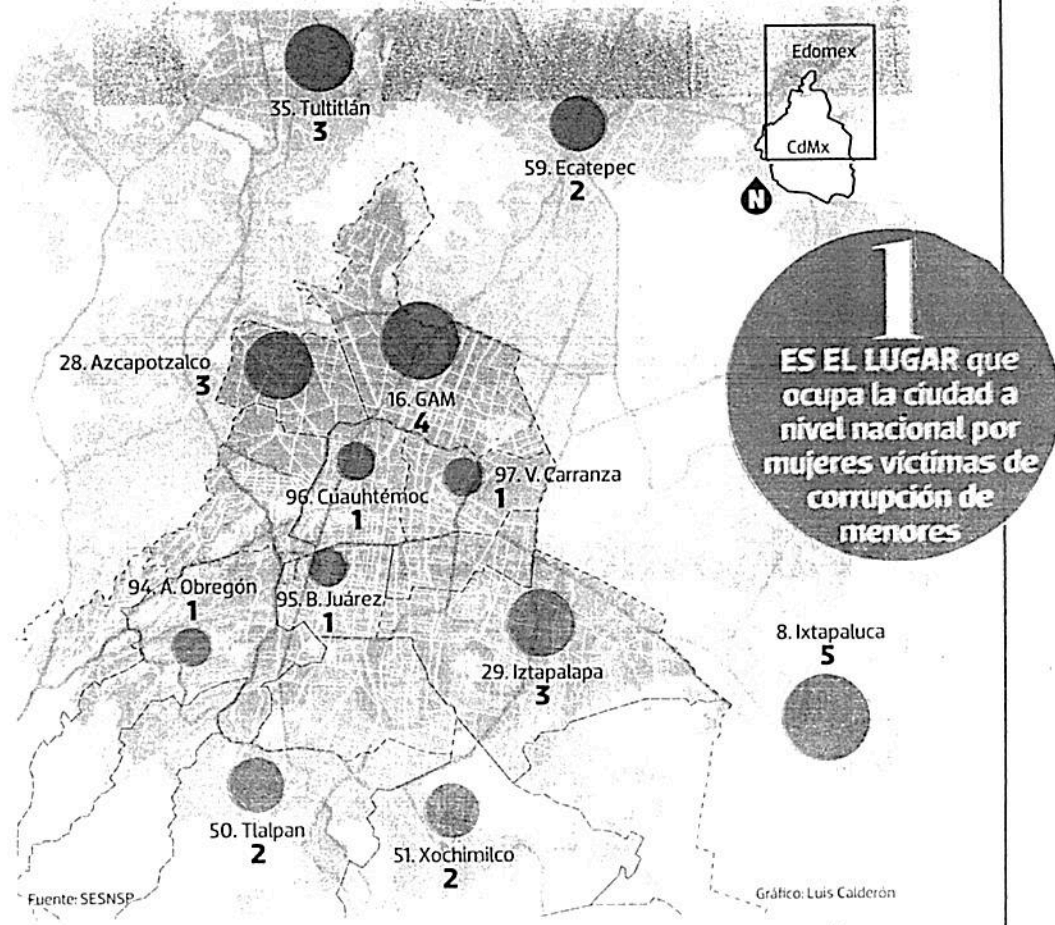 Edomex
CdMx
N
35. Tultitlán
3
59. Ecatepec
2
1
ES EL LUGAR que
ocupa la ciudad a
nivel nacional por
mujeres víctimas de
corrupción de
menores
28. Azcapotzalco
3
16. GAM
4
96. Cuauhtémoc
1
97. V. Carranza
1
94. A. Obregón
1
95. B. Juárez
1
29. Iztapalapa
3
8. Ixtapaluca
5
50. Tlalpan
2
51. Xochimilco
2
Fuente: SESNSP
Gráfico: Luis Calderón